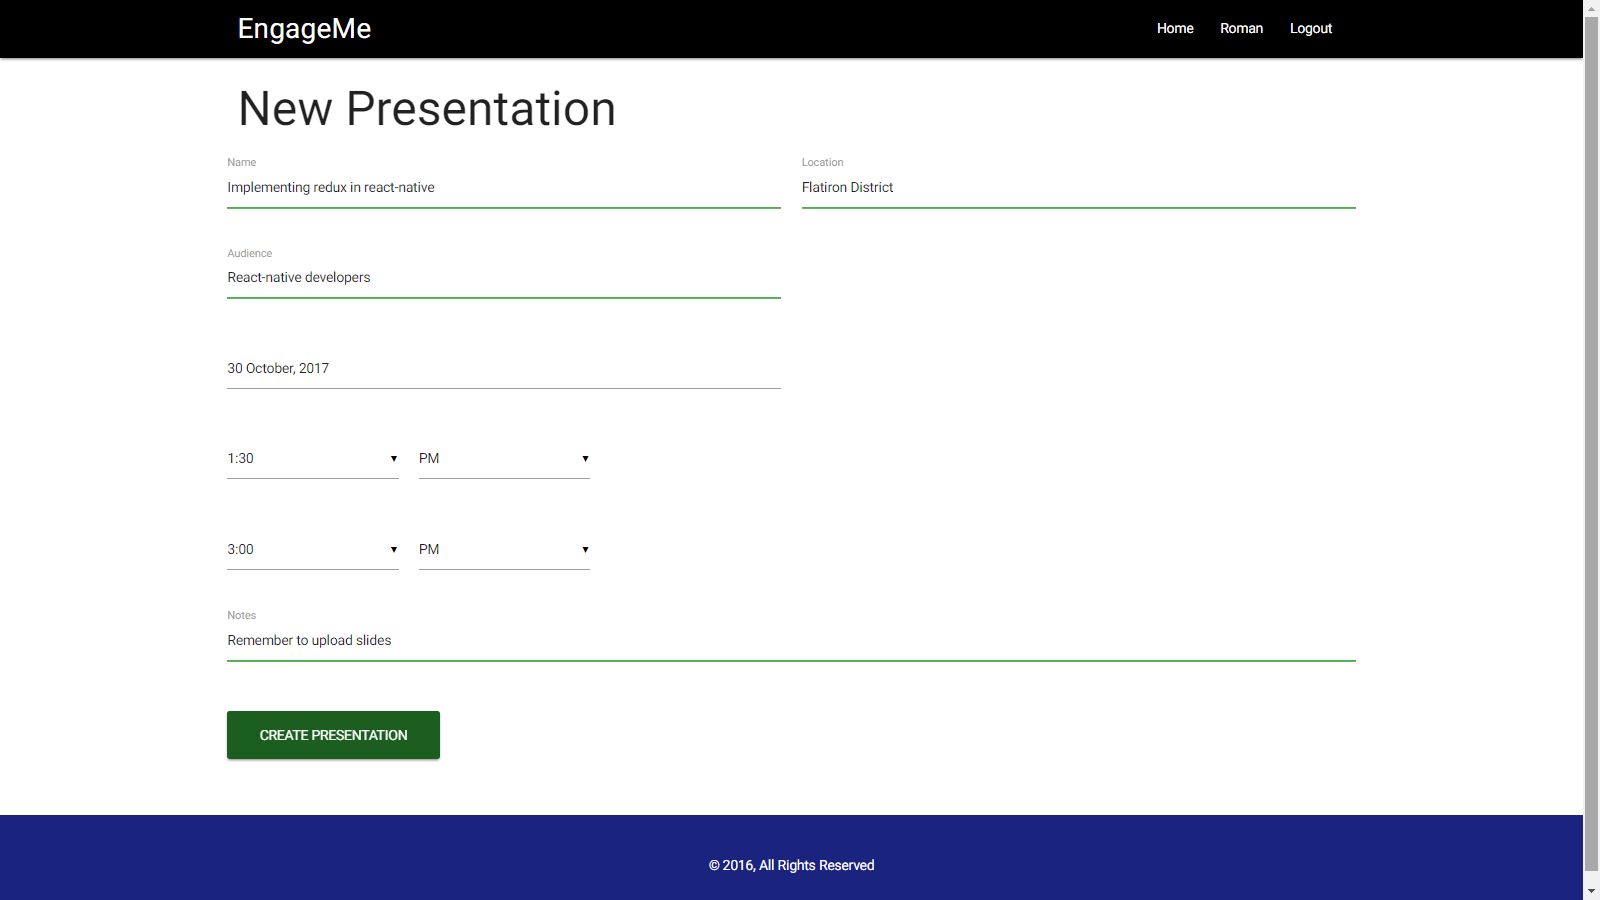 EngageMe
Home Roman Logout
New Presentation
Name
Implementing redux in react-native
Location
Flatiron District
Audience
React-native developers
30 October, 2017
1:30 PM
3:00 PM
Notes
Remember to upload slides
CREATE PRESENTATION
© 2016, All Rights Reserved